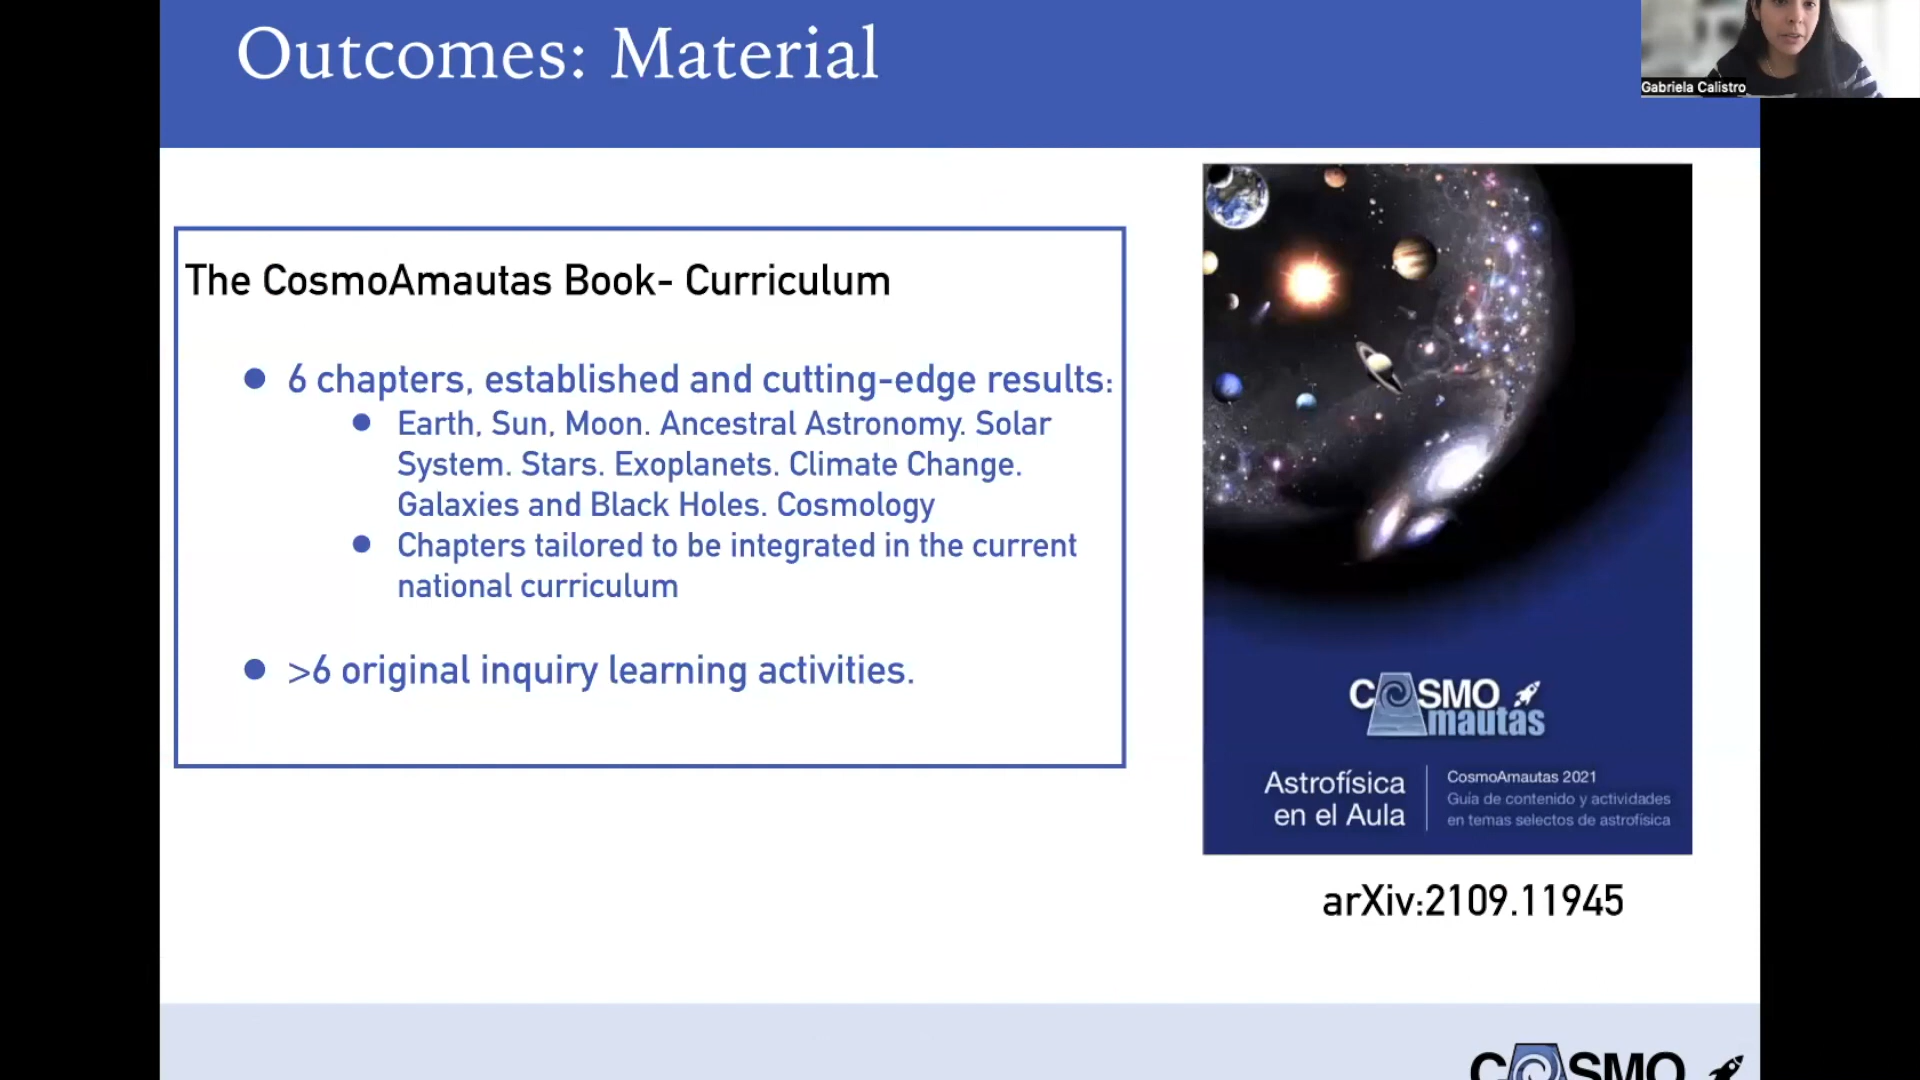 Outcomes: Material
Gabriela Calistro
The CosmoAmautas Book- Curriculum
● 6 chapters, established and cutting-edge results:
● Earth, Sun, Moon. Ancestral Astronomy. Solar
System. Stars. Exoplanets. Climate Change.
Galaxies and Black Holes. Cosmology
● Chapters tailored to be integrated in the current
national curriculum
● >6 original inquiry learning activities.
COSMO
mautas
Astrofísica
en el Aula
CosmoAmautas 2021
Guía de contenido y actividades
en temas selectos de astrofísica
arXiv:2109.11945
COSMO